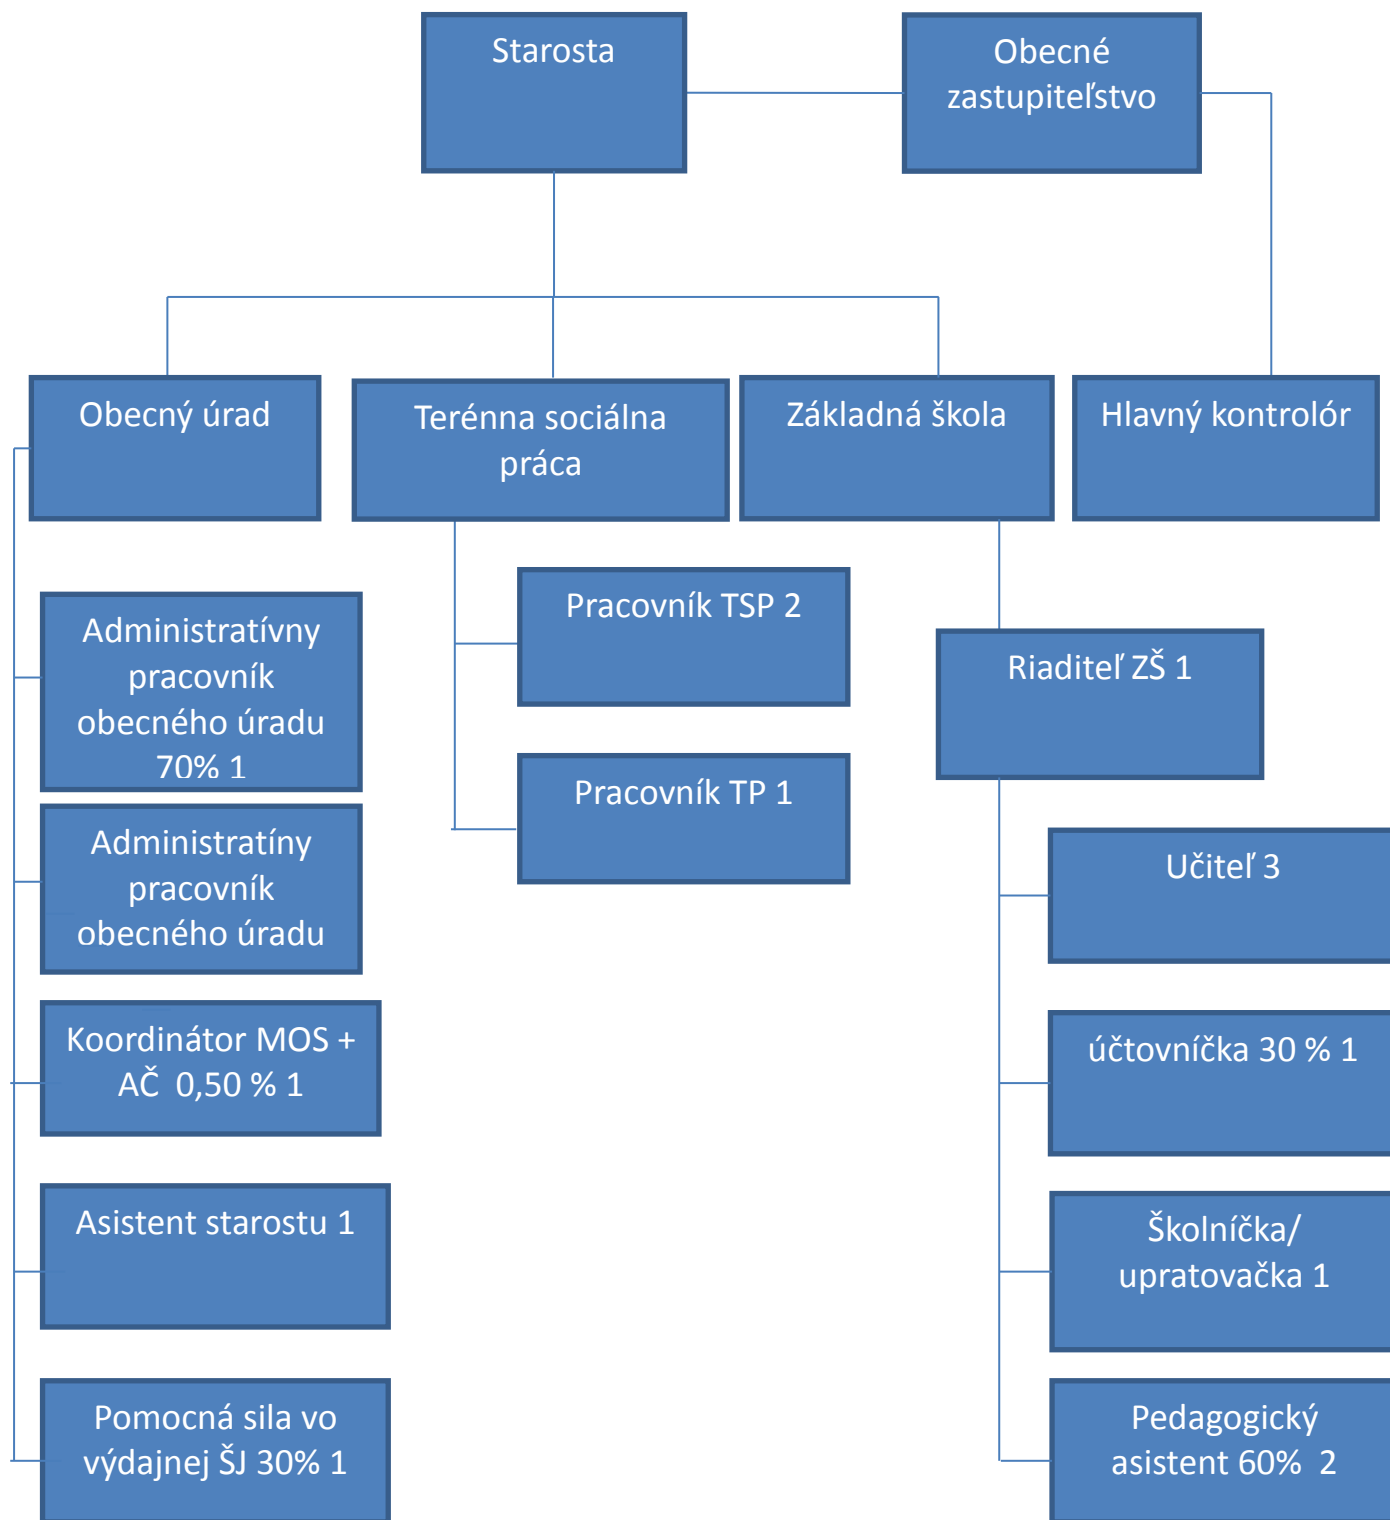 Starosta
Obecné
zastupiteľstvo
Obecný úrad
Terénna sociálna
práca
Základná škola
Hlavný kontrolór
Administratívny
pracovník
obecného úradu
70% 1
Administratíny
pracovník
obecného úradu
Koordinátor MOS +
AČ  0,50 % 1
Asistent starostu 1
Pomocná sila vo
výdajnej ŠJ 30% 1
Pracovník TSP 2
Pracovník TP 1
Riaditeľ ZŠ 1
Učiteľ 3
účtovníčka 30 % 1
Školníčka/
upratovačka 1
Pedagogický
asistent 60%  2